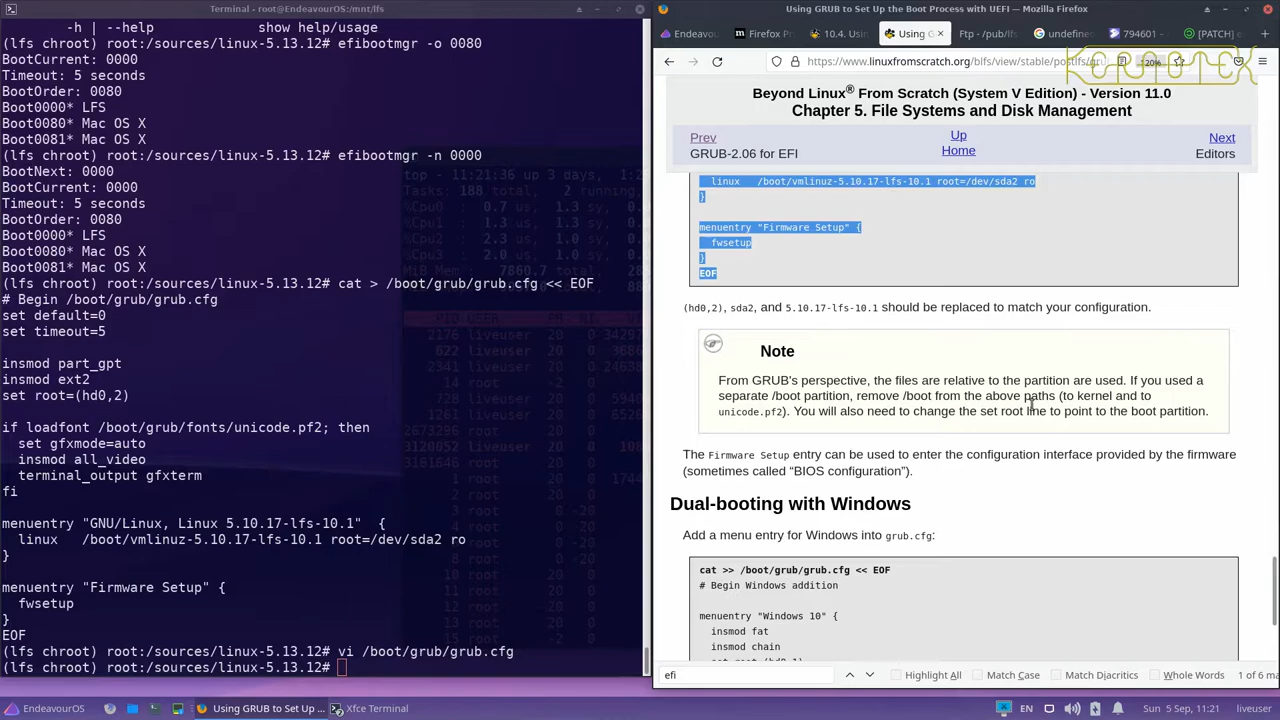 Terminal - root@EndeavourOS:/mnt/lfs
-h | --help show help/usage
(lfs chroot) root:/sources/linux-5.13.12# efibootmgr -o 0080
BootCurrent: 0000
Timeout: 5 seconds
BootOrder: 0080
Boot0000* LFS
Boot0080* Mac OS X
Boot0081* Mac OS X
(lfs chroot) root:/sources/linux-5.13.12# efibootmgr -n 0000
BootNext: 0000
BootCurrent: 0000
Timeout: 5 seconds
BootOrder: 0080
Boot0000* LFS
Boot0080* Mac OS X
Boot0081* Mac OS X
(lfs chroot) root:/sources/linux-5.13.12# cat > /boot/grub/grub.cfg << EOF
# Begin /boot/grub/grub.cfg
set default=0
set timeout=5
insmod part_gpt
insmod ext2
set root=(hd0,2)
if loadfont /boot/grub/fonts/unicode.pf2; then
set gfxmode=auto
insmod all_video
terminal_output gfxterm
fi
menuentry "GNU/Linux, Linux 5.10.17-lfs-10.1" {
linux /boot/vmlinuz-5.10.17-lfs-10.1 root=/dev/sda2 ro
}
menuentry "Firmware Setup" {
fwsetup
}
EOF
(lfs chroot) root:/sources/linux-5.13.12# vi /boot/grub/grub.cfg
(lfs chroot) root:/sources/linux-5.13.12#
Using GRUB to Set Up the Boot Process with UEFI — Mozilla Firefox
Endeavou
Firefox Pr
10.4. Usin
Using G
Ftp - /pub/lfs
undefined
794601 -
[PATCH] e
https://www.linuxfromscratch.org/blfs/view/stable/postlfs/gru
120%
Beyond Linux® From Scratch (System V Edition) - Version 11.0
Chapter 5. File Systems and Disk Management
Prev Up Next
GRUB-2.06 for EFI Home Editors
linux /boot/vmlinuz-5.10.17-lfs-10.1 root=/dev/sda2 ro
}
menuentry "Firmware Setup" {
fwsetup
}
EOF
(hd0,2), sda2, and 5.10.17-lfs-10.1 should be replaced to match your configuration.
Note
From GRUB's perspective, the files are relative to the partition are used. If you used a
separate /boot partition, remove /boot from the above paths (to kernel and to
unicode.pf2). You will also need to change the set root line to point to the boot partition.
The Firmware Setup entry can be used to enter the configuration interface provided by the firmware
(sometimes called “BIOS configuration”).
Dual-booting with Windows
Add a menu entry for Windows into grub.cfg:
cat >> /boot/grub/grub.cfg << EOF
# Begin Windows addition
menuentry "Windows 10" {
insmod fat
insmod chain
efi
Highlight All Match Case Match Diacritics Whole Words 1 of 6 ma
EndeavourOS
Using GRUB to Set Up ...
Xfce Terminal
EN
Sun 5 Sep, 11:21 liveuser